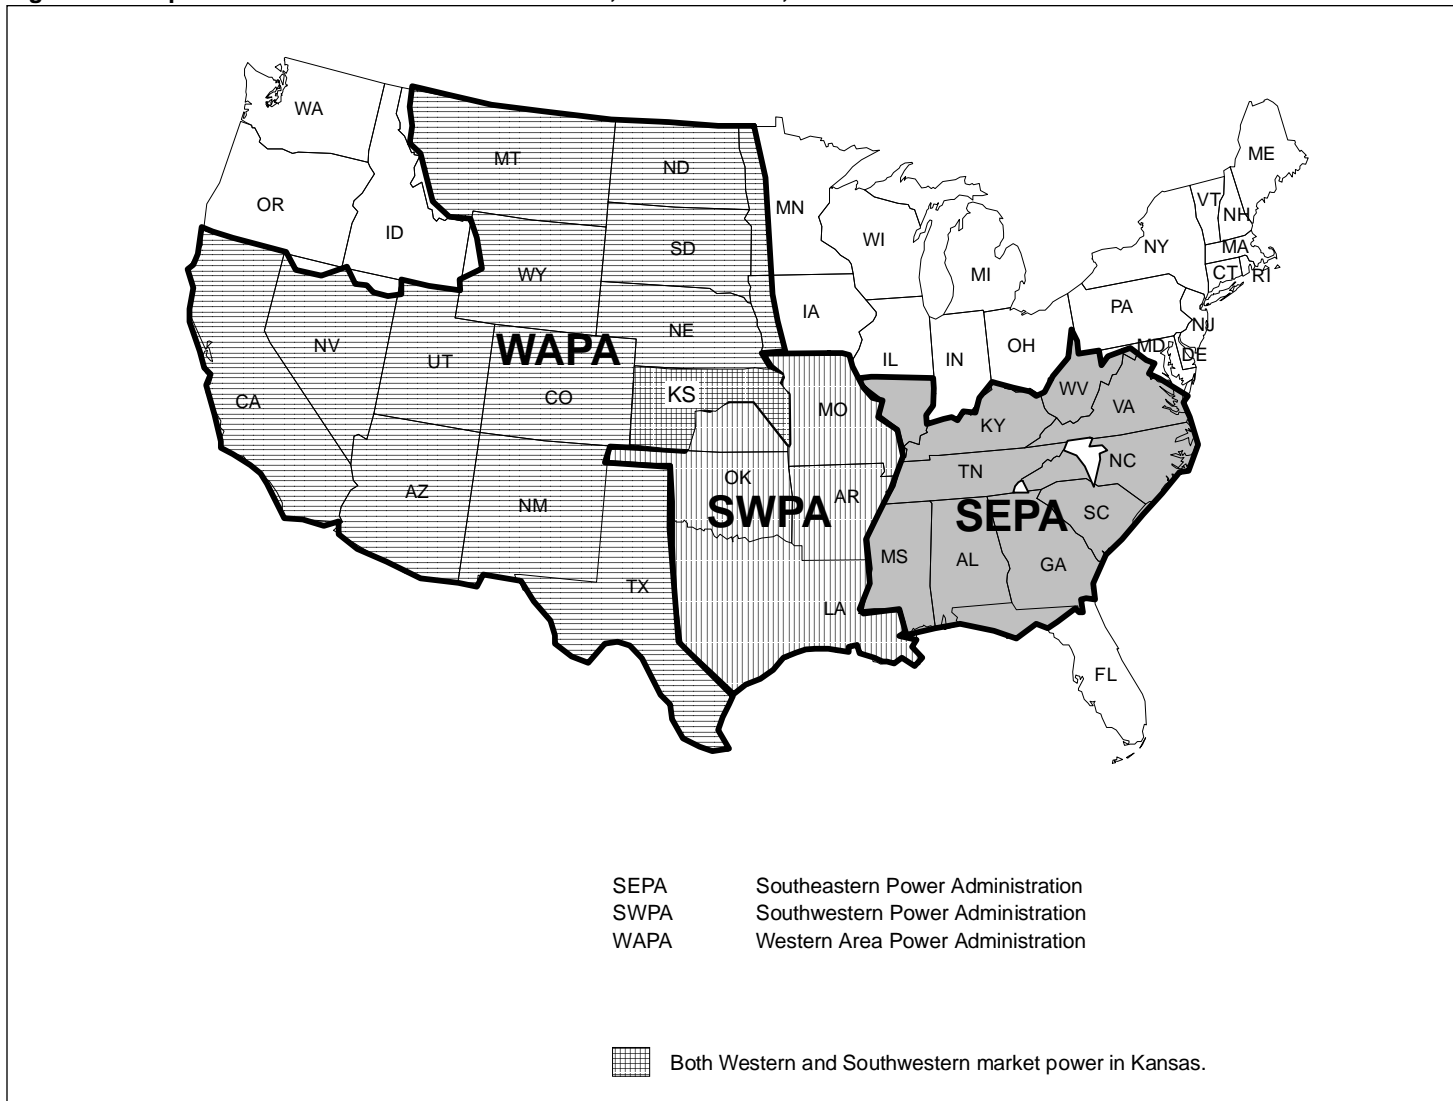 WA
ME
MT
ND
VT
OR
MN
NH
ID
WI
NY
MA
SD
MI
CT
RI
WY
PA
IA
NE
NJ
NV
OH
MD
WAPA
IL
IN
DE
UT
KS
WV
CA
CO
MO
VA
KY
NC
TN
OK
AZ
AR
NM
SWPA
SEPA
SC
MS
AL
GA
TX
LA
FL
SEPA Southeastern Power Administration
SWPA Southwestern Power Administration
WAPA Western Area Power Administration
Both Western and Southwestern market power in Kansas.